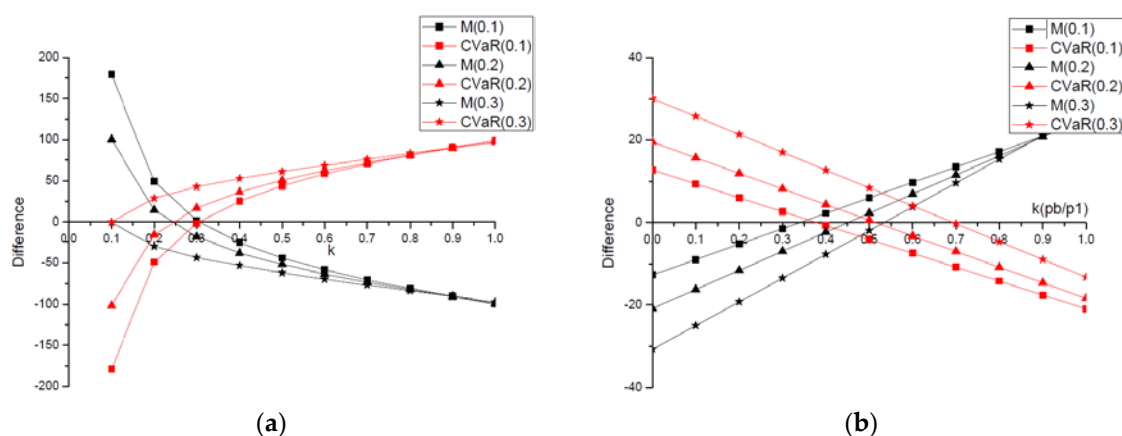 M(0.1)
CVaR(0.1)
M(0.2)
CVaR(0.2)
M(0.3)
CVaR(0.3)
200
150
100
50
0
-50
-100
-150
-200
Difference
0.0 0.1 0.2 0.3 0.4 0.5 0.6 0.7 0.8 0.9 1.0
k
(a)
M(0.1)
CVaR(0.1)
M(0.2)
CVaR(0.2)
M(0.3)
CVaR(0.3)
40
20
0
-20
-40
Difference
k(pb/p1)
0.0 0.1 0.2 0.3 0.4 0.5 0.6 0.7 0.8 0.9 1.0
(b)